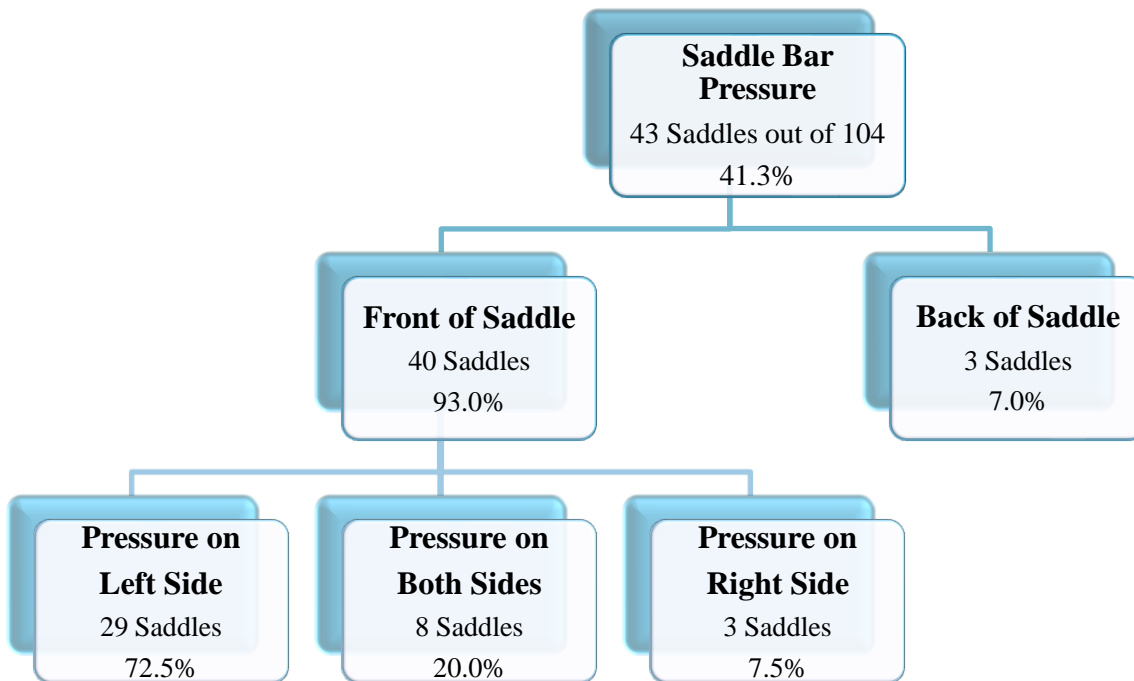 Saddle Bar
Pressure
43 Saddles out of 104
41.3%
Front of Saddle
40 Saddles
93.0%
Back of Saddle
3 Saddles
7.0%
Pressure on
Left Side
29 Saddles
72.5%
Pressure on
Both Sides
8 Saddles
20.0%
Pressure on
Right Side
3 Saddles
7.5%